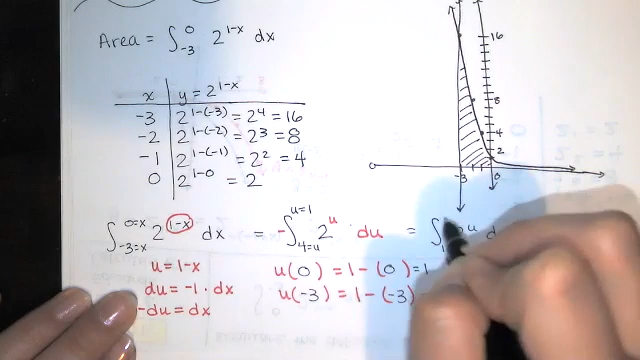 Area = ∫₋₃⁰ 2^(1-x) dx
x | y = 2^(1-x)
-3 | 2^(1-(-3)) = 2^4 = 16
-2 | 2^(1-(-2)) = 2^3 = 8
-1 | 2^(1-(-1)) = 2^2 = 4
0 | 2^(1-0) = 2
16
8
4
2
-3 0
∫_{-3=x}^{0=x} 2^(1-x) dx = -∫_{4=u}^{u=1} 2^u · du = ∫ 2^u d
u = 1-x
du = -1 · dx
-du = dx
u(0) = 1 - (0) = 1
u(-3) = 1 - (-3)